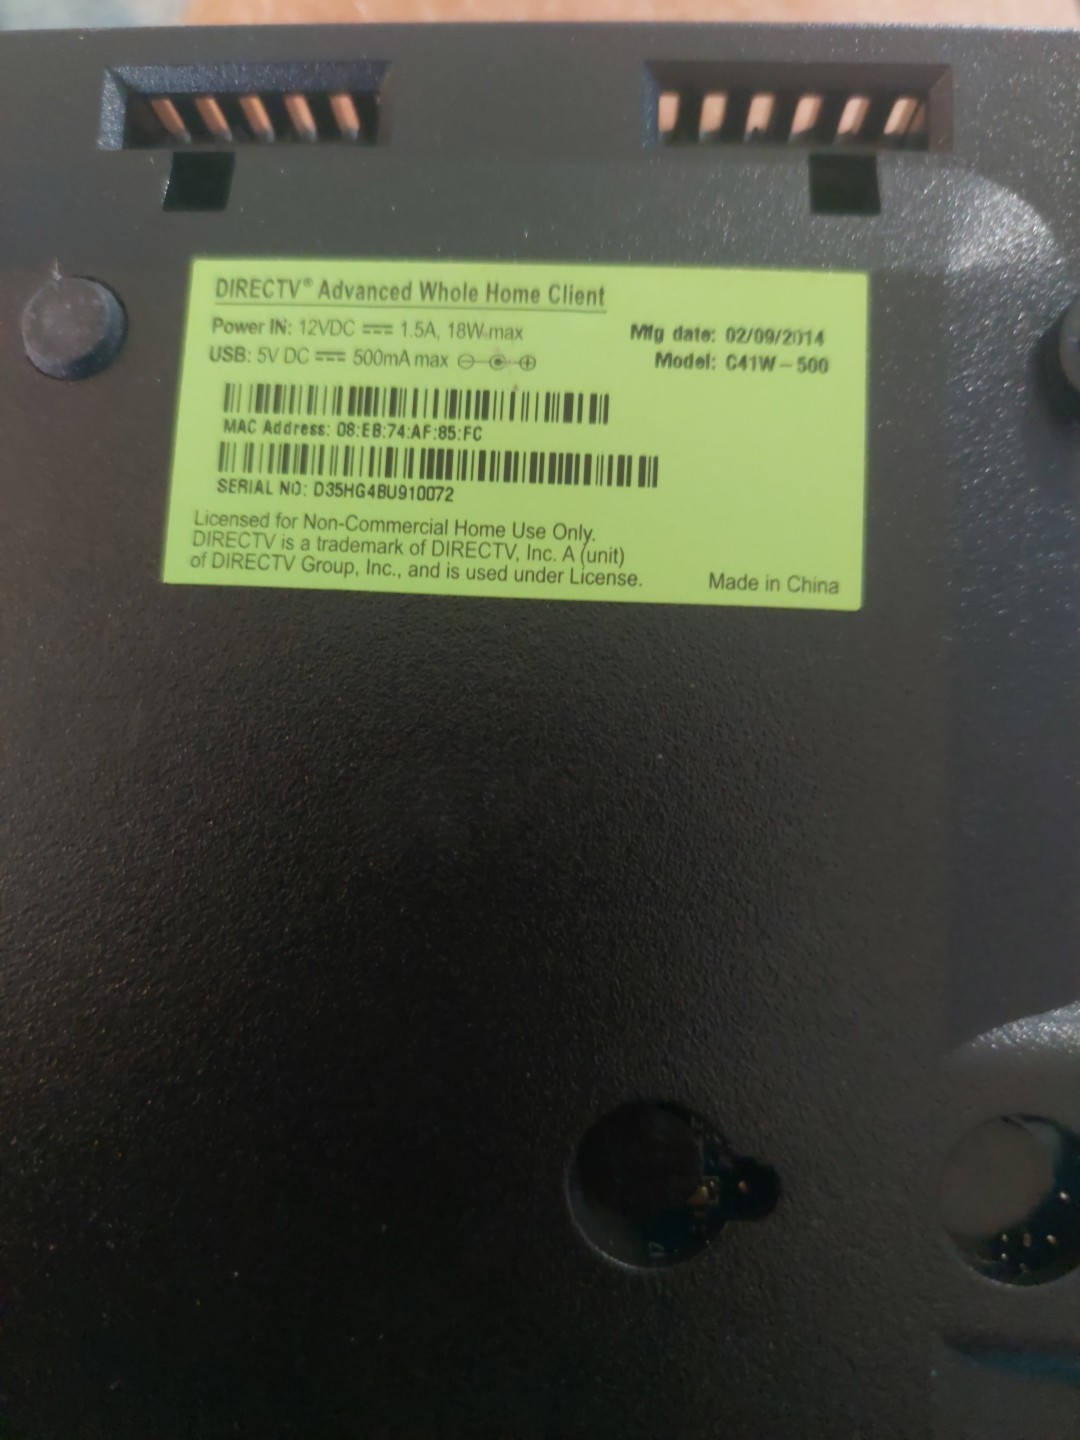 DIRECTV® Advanced Whole Home Client
Power IN: 12VDC ⎓ 1.5A, 18W max
Mfg date: 02/09/2014
USB: 5V DC ⎓ 500mA max
Model: C41W-500
MAC Address: 08:EB:74:AF:85:FC
SERIAL NO: D35HG4BU910072
Licensed for Non-Commercial Home Use Only.
DIRECTV is a trademark of DIRECTV, Inc. A (unit)
of DIRECTV Group, Inc., and is used under License.
Made in China